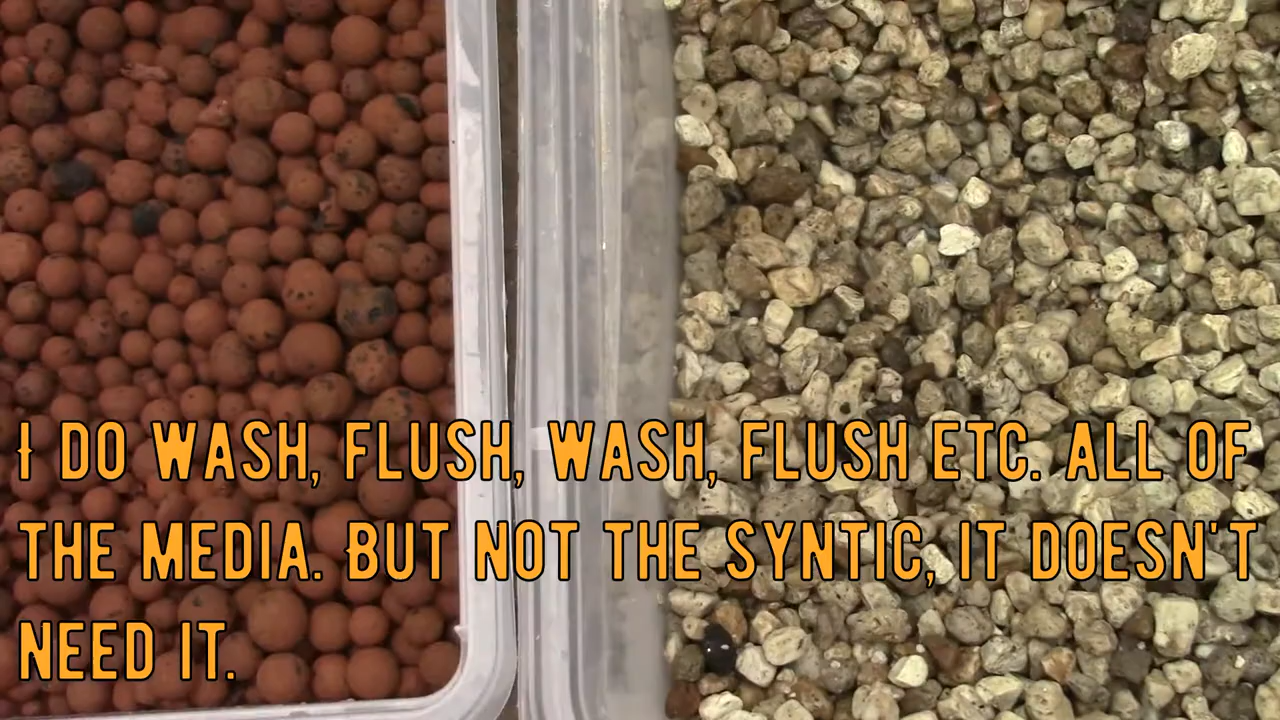 I DO WASH, FLUSH, WASH, FLUSH ETC. ALL OF
THE MEDIA. BUT NOT THE SYNTIC, IT DOESN'T
NEED IT.